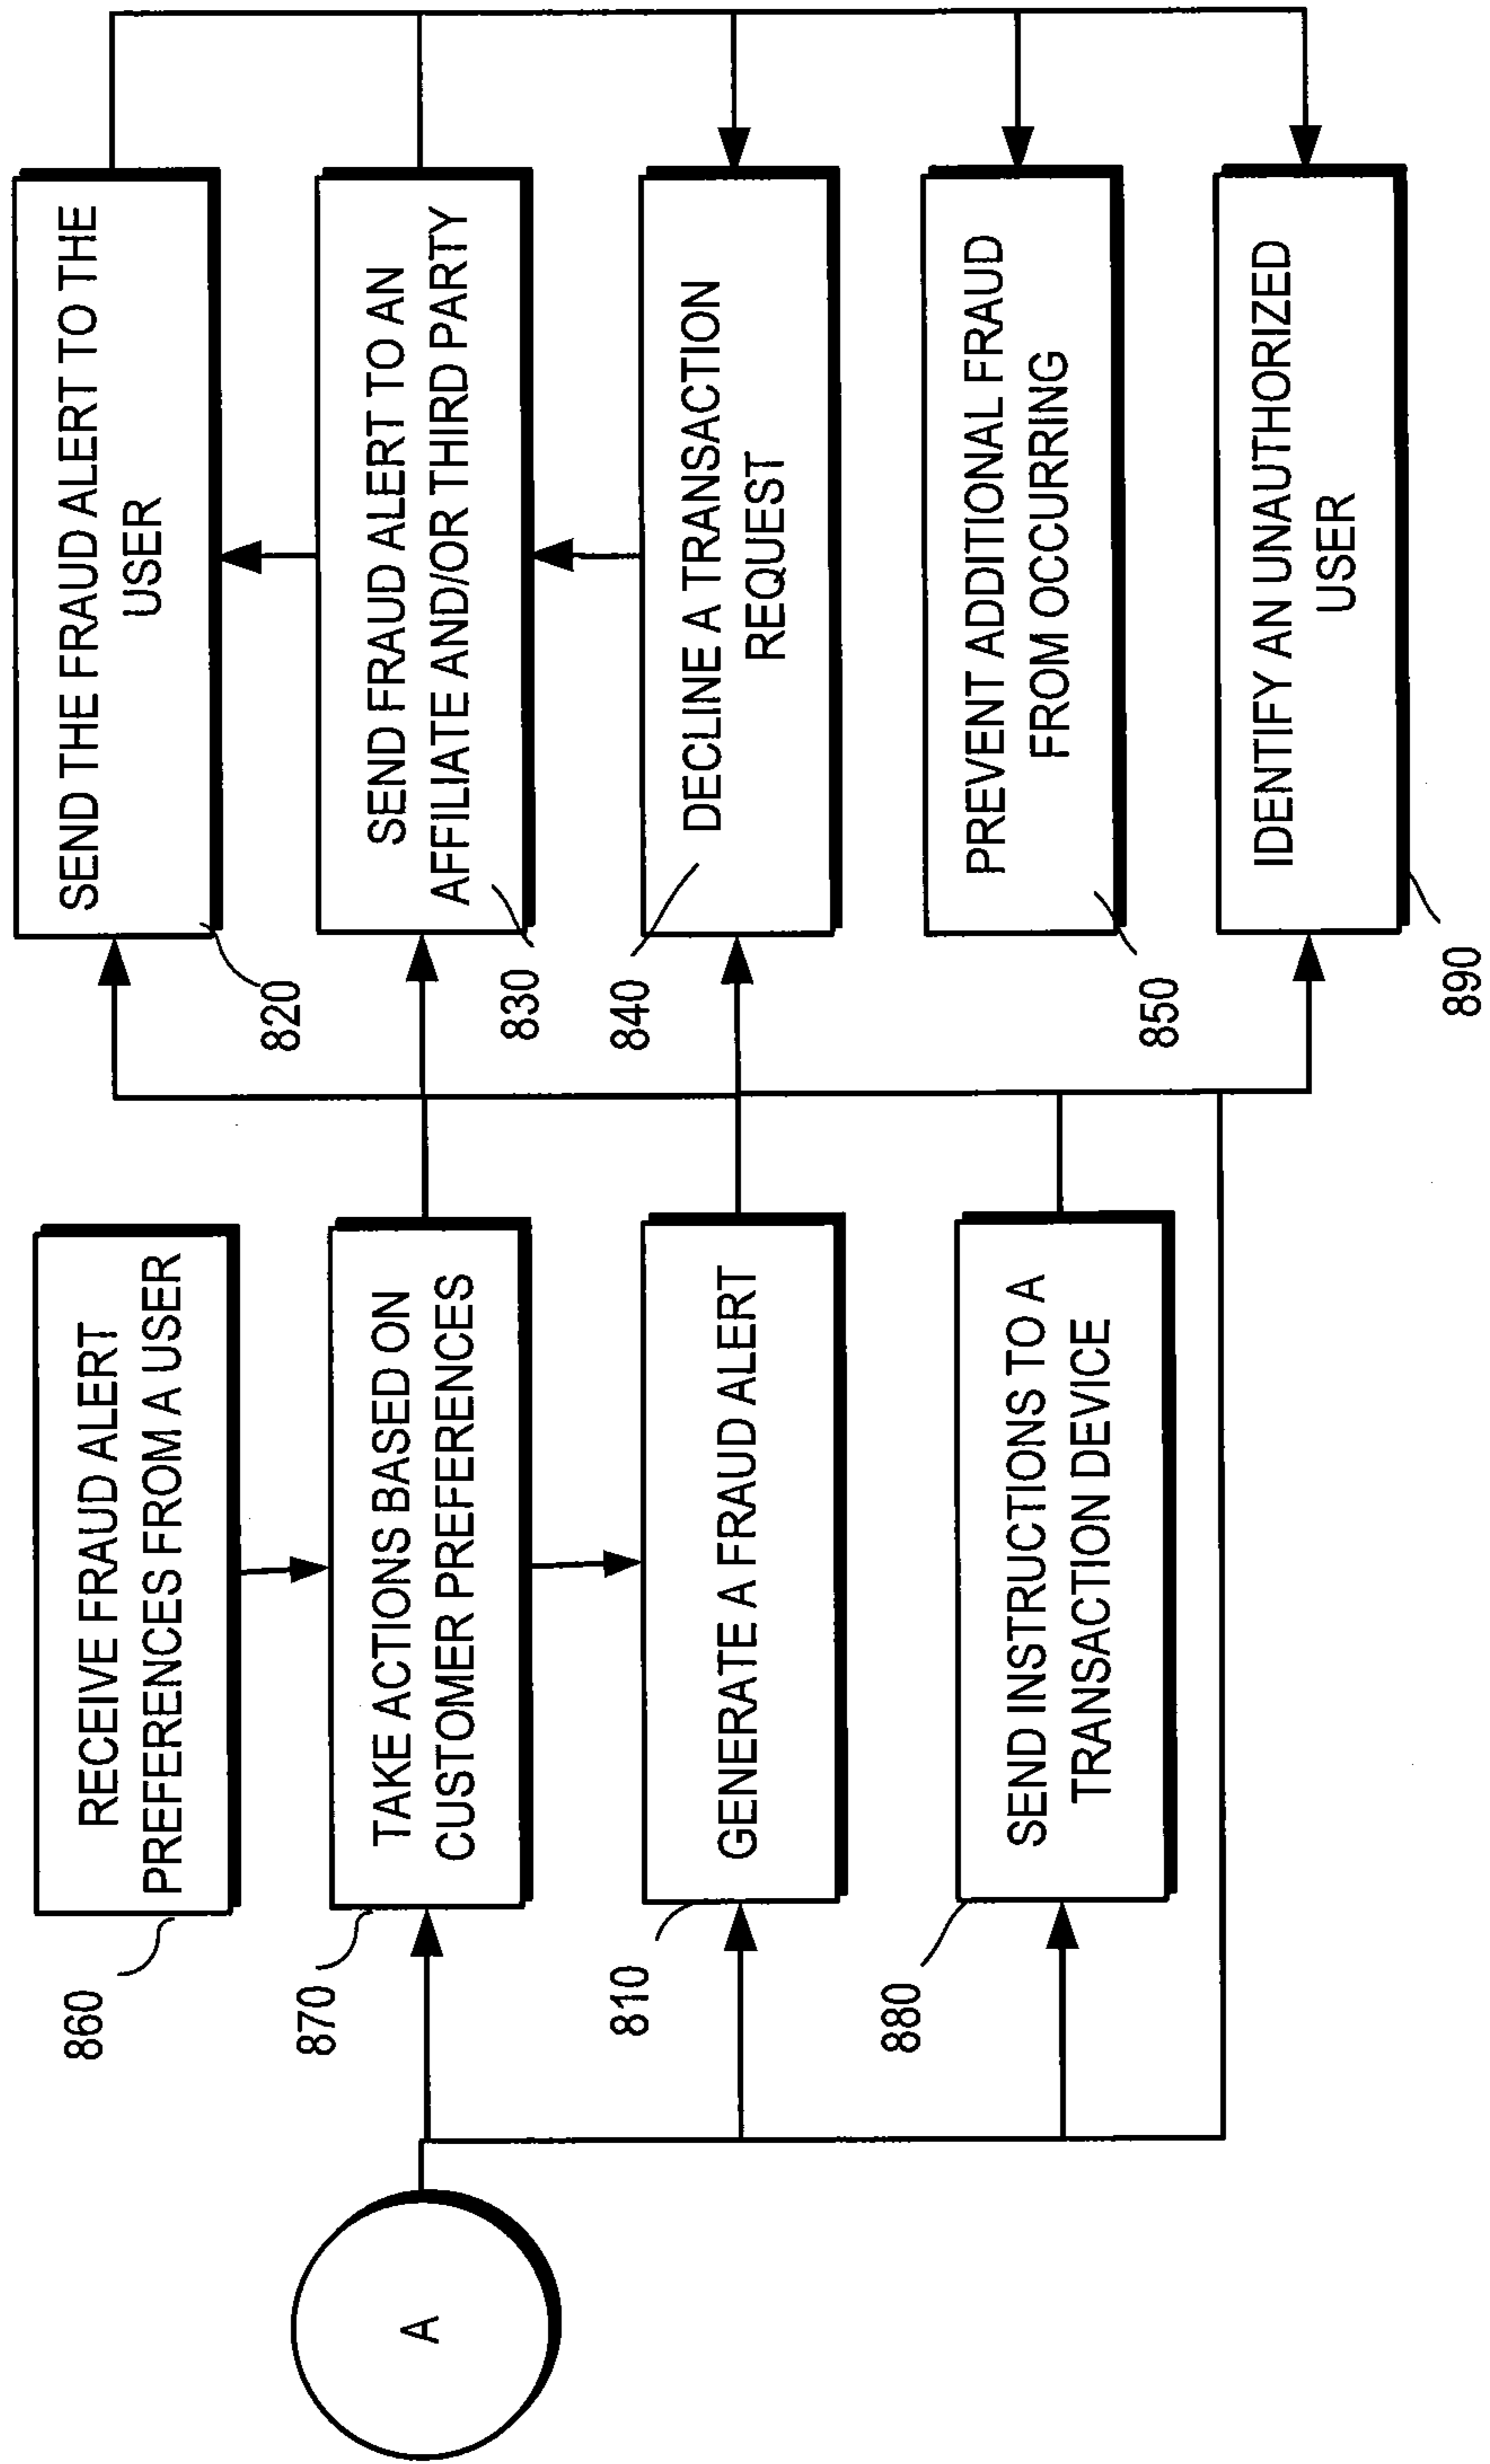 A
860
RECEIVE FRAUD ALERT
PREFERENCES FROM A USER
870
TAKE ACTIONS BASED ON
CUSTOMER PREFERENCES
810
GENERATE A FRAUD ALERT
880
SEND INSTRUCTIONS TO A
TRANSACTION DEVICE
820
SEND THE FRAUD ALERT TO THE
USER
830
SEND FRAUD ALERT TO AN
AFFILIATE AND/OR THIRD PARTY
840
DECLINE A TRANSACTION
REQUEST
850
PREVENT ADDITIONAL FRAUD
FROM OCCURRING
890
IDENTIFY AN UNAUTHORIZED
USER